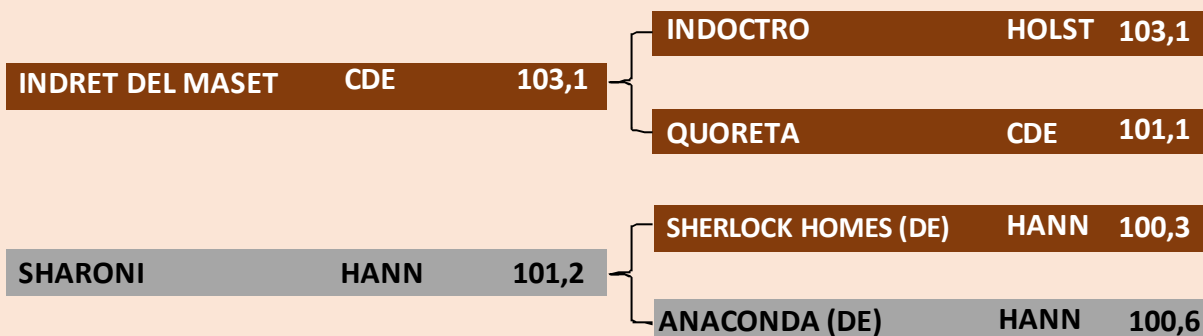 INDOCTRO HOLST 103,1
INDRET DEL MASET CDE 103,1
QUORETA CDE 101,1
SHERLOCK HOMES (DE) HANN 100,3
SHARONI HANN 101,2
ANACONDA (DE) HANN 100,6